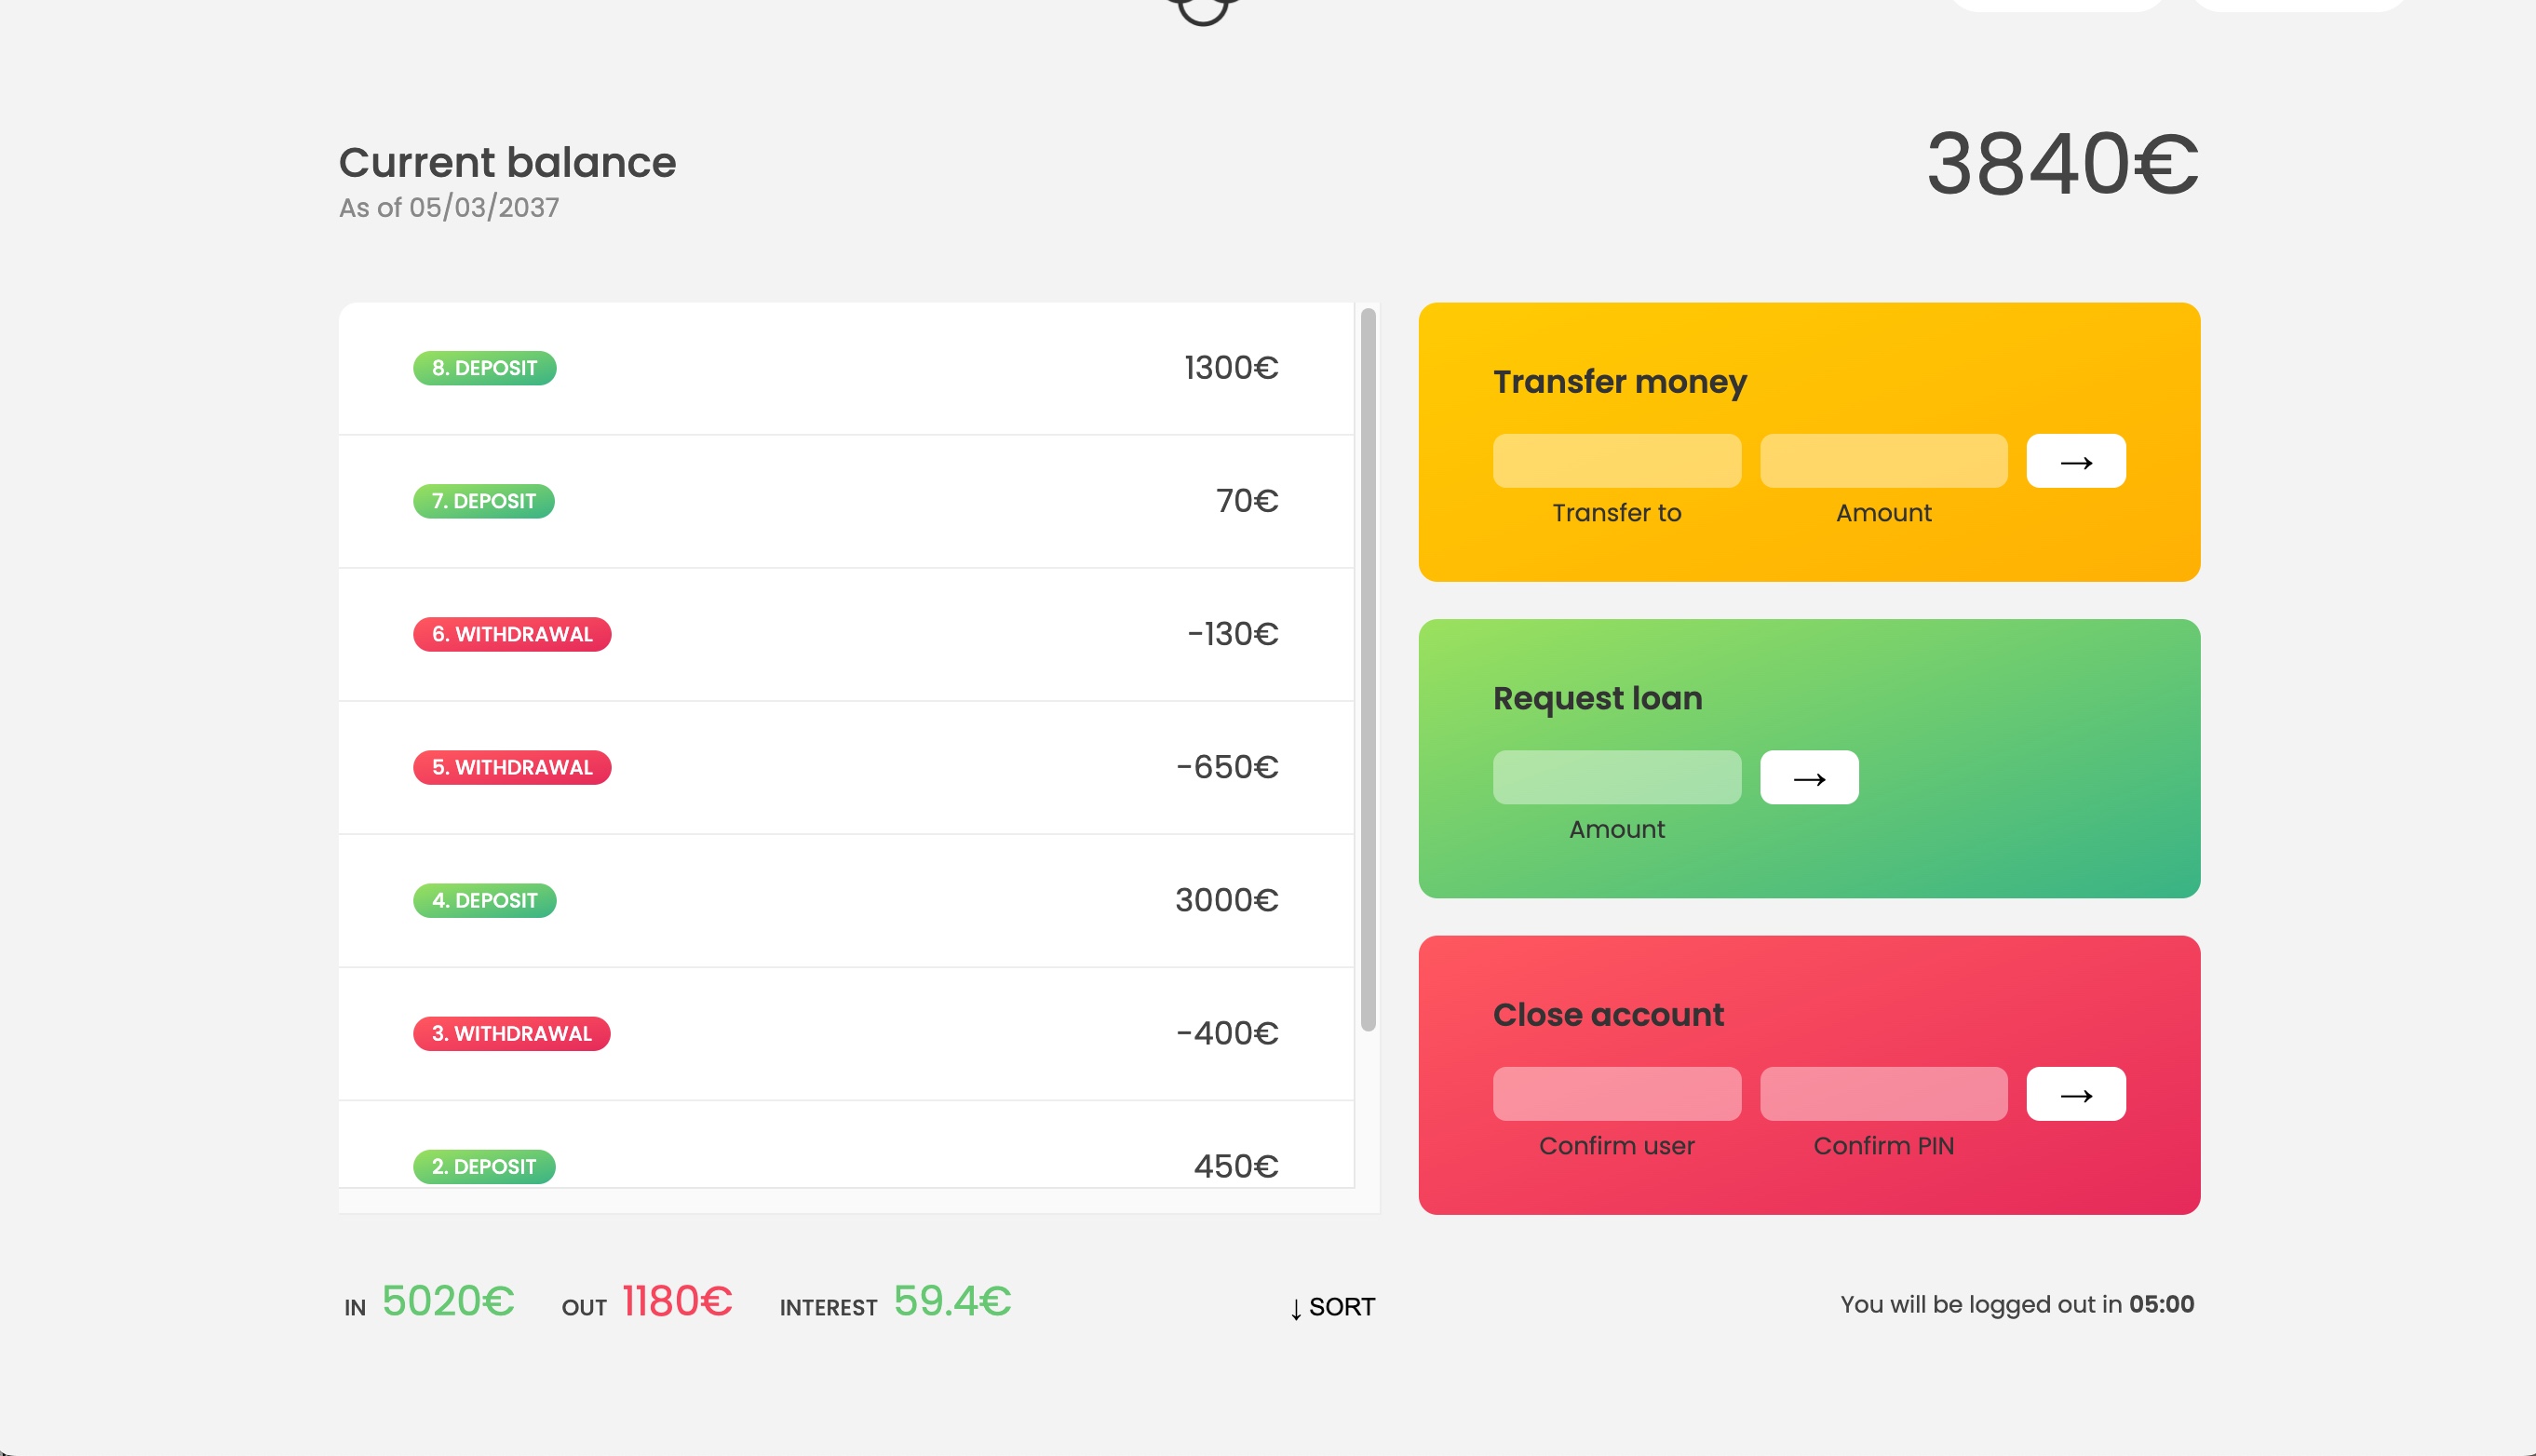 Current balance
As of 05/03/2037
3840€
8. DEPOSIT 1300€
7. DEPOSIT 70€
6. WITHDRAWAL -130€
5. WITHDRAWAL -650€
4. DEPOSIT 3000€
3. WITHDRAWAL -400€
2. DEPOSIT 450€
Transfer money
→
Transfer to Amount
Request loan
→
Amount
Close account
→
Confirm user Confirm PIN
IN 5020€ OUT 1180€ INTEREST 59.4€ ↓ SORT
You will be logged out in 05:00